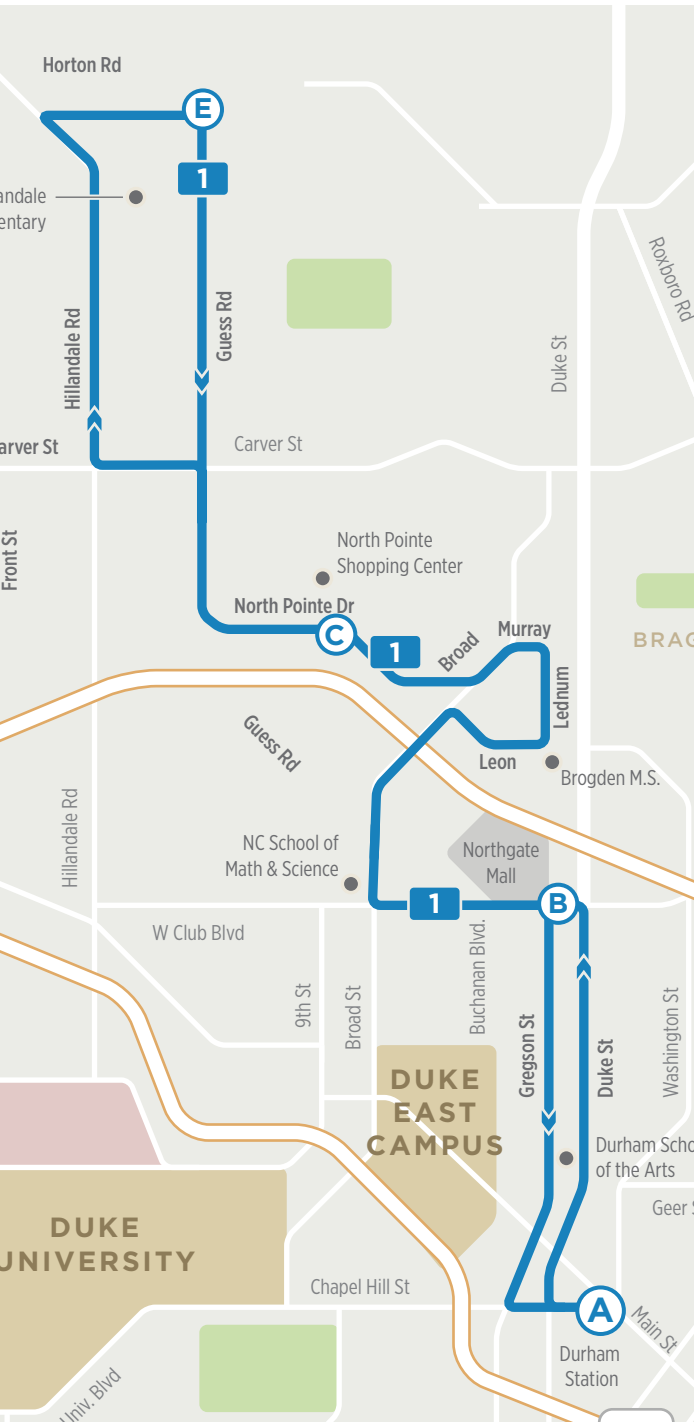 Horton Rd
E
1
andale
entary
Guess Rd
Hillandale Rd
Roxboro Rd
Duke St
arver St
Carver St
Front St
North Pointe
Shopping Center
North Pointe Dr
C
1
Broad
Murray
BRAG
Lednum
Guess Rd
Leon
Brogden M.S.
Hillandale Rd
NC School of
Math & Science
Northgate
Mall
1
B
W Club Blvd
Buchanan Blvd.
9th St
Broad St
Gregson St
Duke St
Washington St
DUKE
EAST
CAMPUS
Durham Scho
of the Arts
Geer S
DUKE
UNIVERSITY
Chapel Hill St
A
Main St
Durham
Station
Univ. Blvd